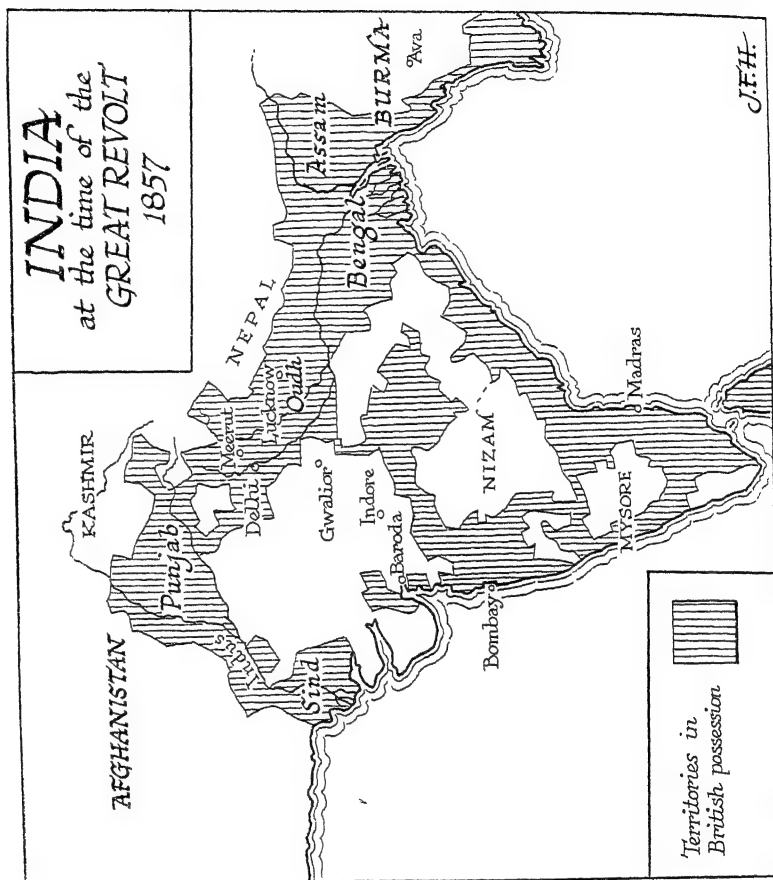 INDIA
at the time of the
GREAT REVOLT
1857
AFGHANISTAN
KASHMIR
Punjab
Indus
Sind
NEPAL
Meerut
Delhi
Lucknow
Oudh
Gwalior
Indore
Baroda
Bombay
NIZAM
MYSORE
Madras
Bengal
Assam
BURMA
Ava
Territories in
British possession
J.F.H.